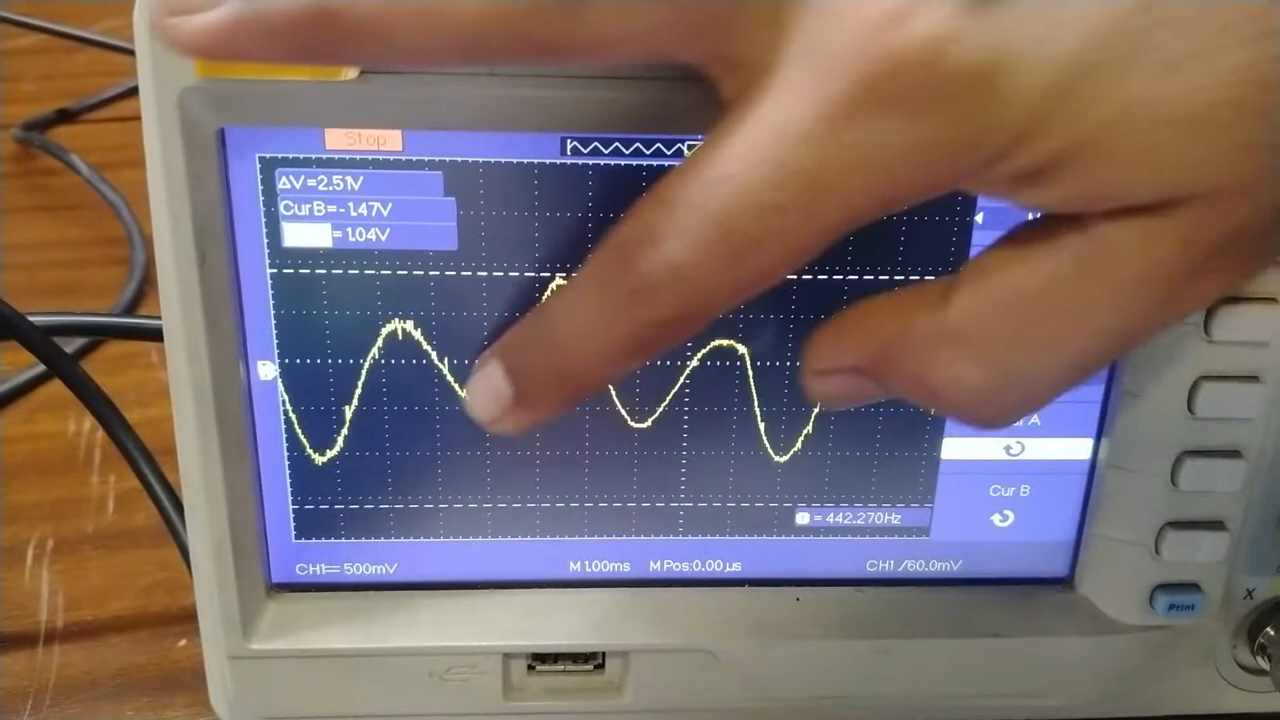 Stop
ΔV=2.51V
CurB=-1.47V
= 1.04V
Cur B
1 = 442.270Hz
CH1 500mV
M 1.00ms
M Pos:0.00μs
CH1 /60.0mV
Print
X